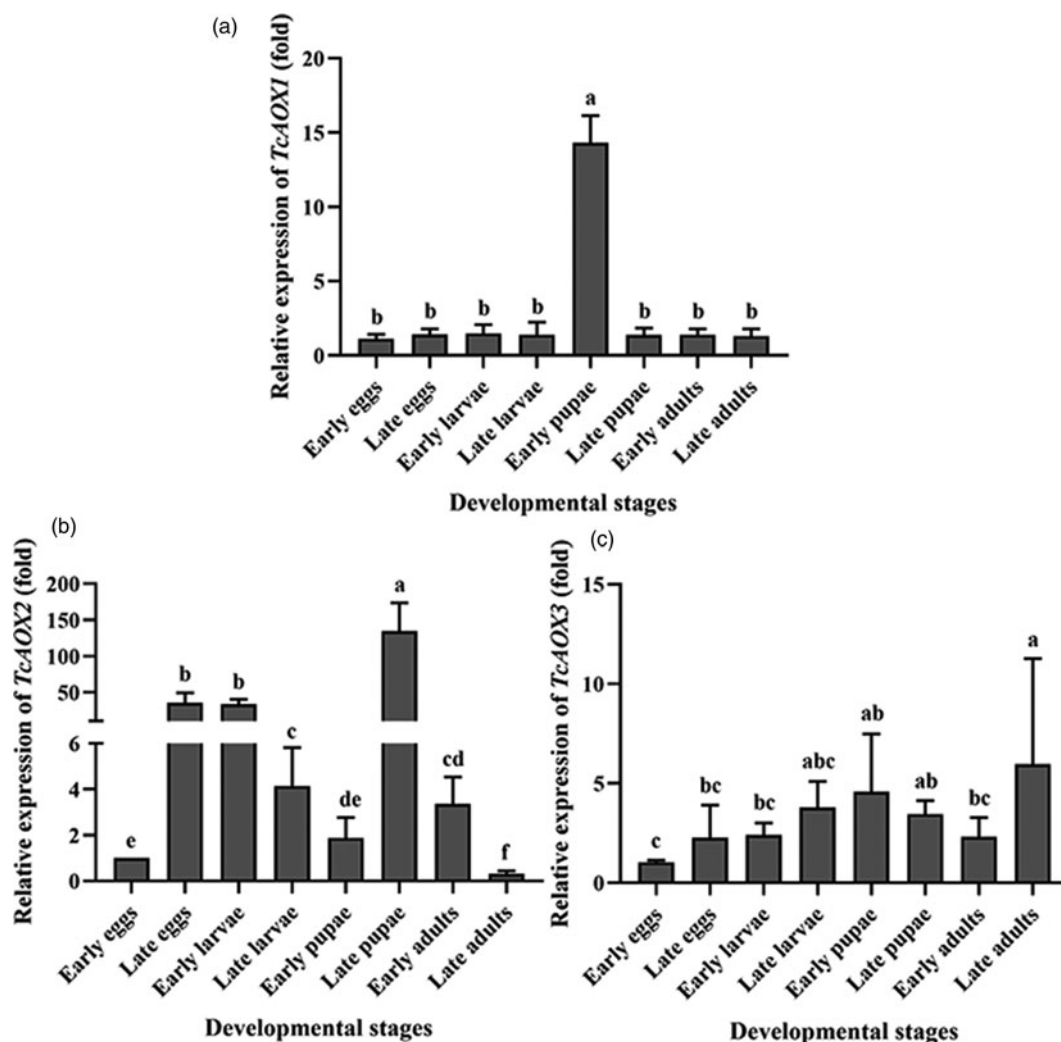 (a)
Relative expression of TcAOX1 (fold)
20
15
10
5
0
b
b
b
b
a
b
b
b
Early eggs
Late eggs
Early larvae
Late larvae
Early pupae
Late pupae
Early adults
Late adults
Developmental stages
(b)
Relative expression of TcAOX2 (fold)
200
150
100
50
6
4
2
0
e
b
b
c
de
a
cd
f
Early eggs
Late eggs
Early larvae
Late larvae
Early pupae
Late pupae
Early adults
Late adults
Developmental stages
(c)
Relative expression of TcAOX3 (fold)
15
10
5
0
c
bc
bc
abc
ab
ab
bc
a
Early eggs
Late eggs
Early larvae
Late larvae
Early pupae
Late pupae
Early adults
Late adults
Developmental stages